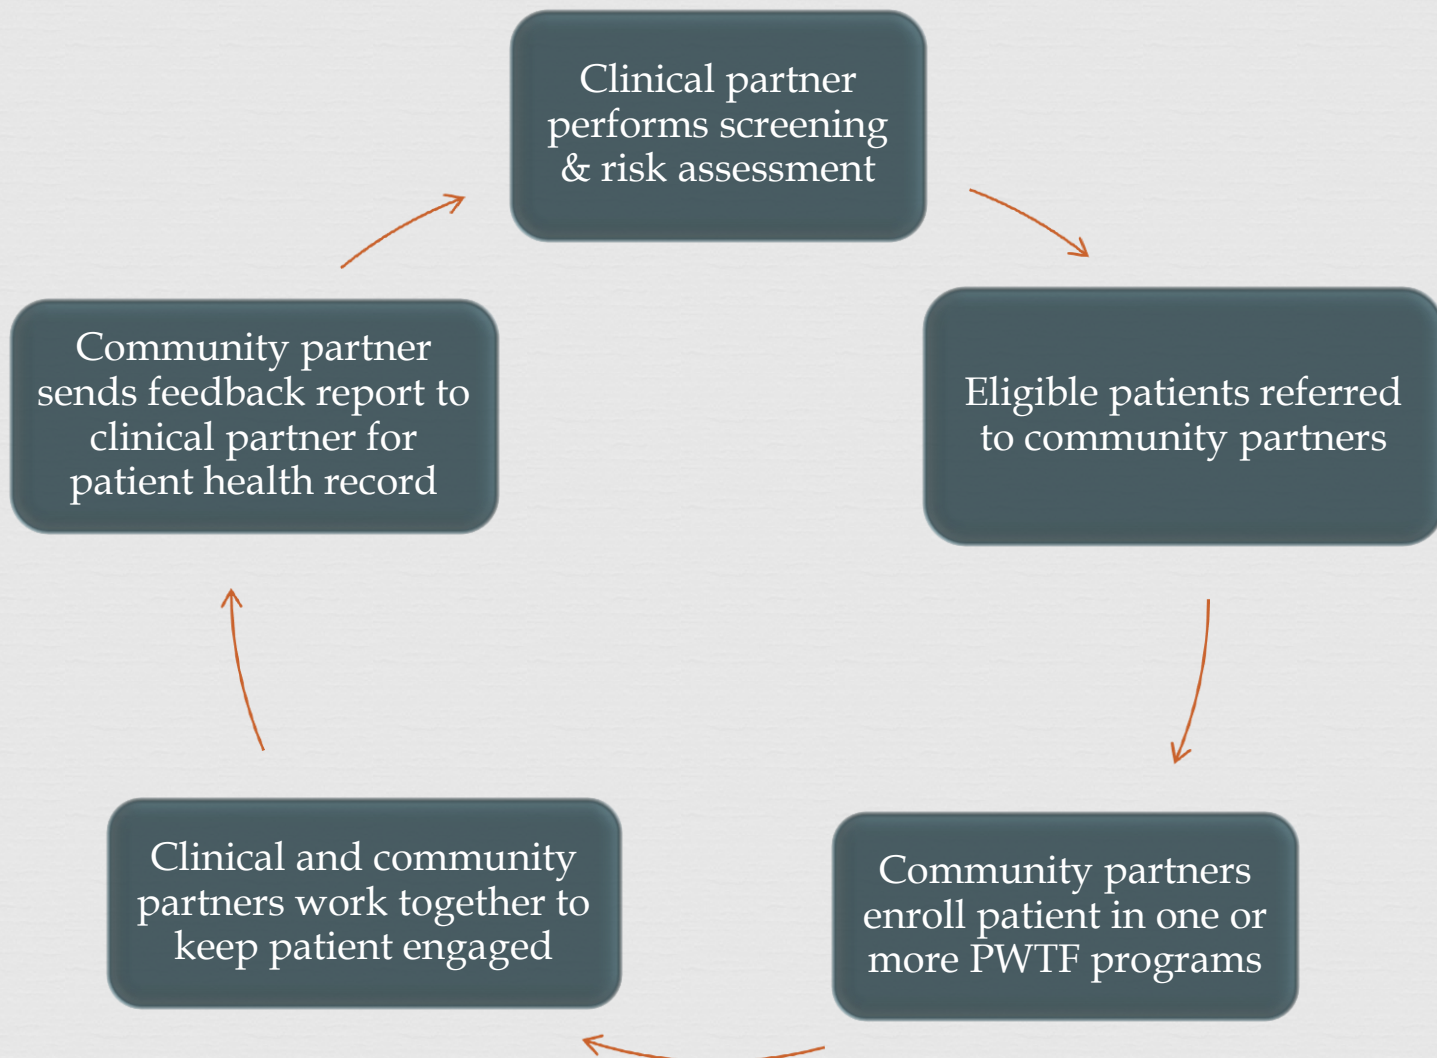 Clinical partner
performs screening
& risk assessment
Eligible patients referred
to community partners
Community partners
enroll patient in one or
more PWTF programs
Clinical and community
partners work together to
keep patient engaged
Community partner
sends feedback report to
clinical partner for
patient health record